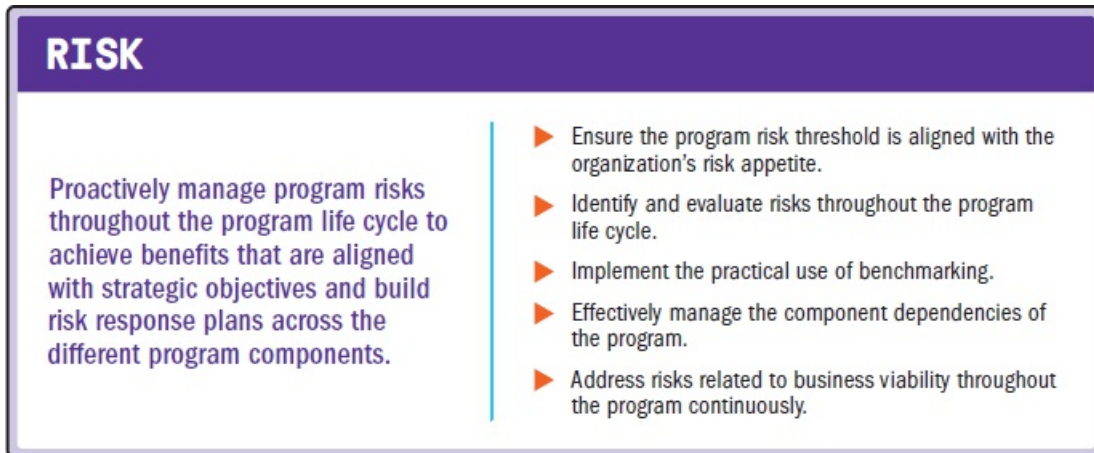 RISK
Proactively manage program risks
throughout the program life cycle to
achieve benefits that are aligned
with strategic objectives and build
risk response plans across the
different program components.
Ensure the program risk threshold is aligned with the
organization's risk appetite.
Identify and evaluate risks throughout the program
life cycle.
Implement the practical use of benchmarking.
Effectively manage the component dependencies of
the program.
Address risks related to business viability throughout
the program continuously.